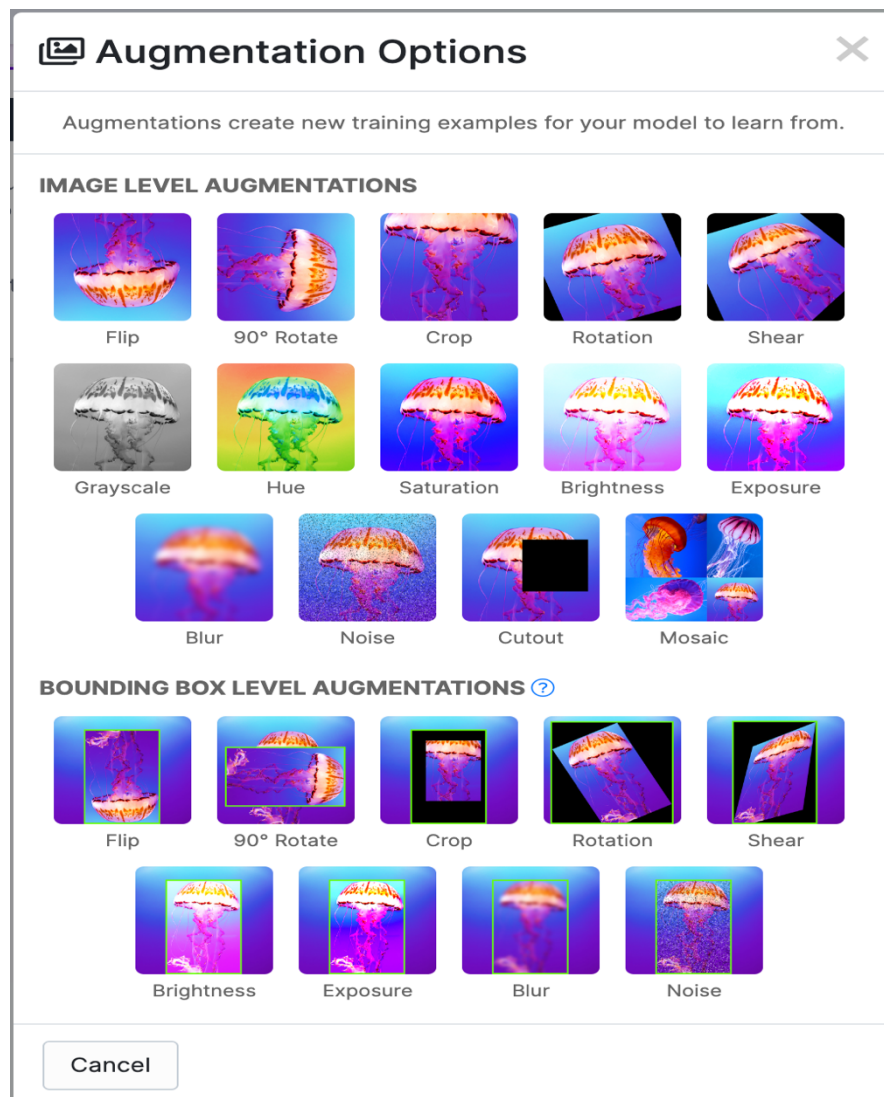 Augmentation Options
Augmentations create new training examples for your model to learn from.
IMAGE LEVEL AUGMENTATIONS
Flip 90° Rotate Crop Rotation Shear
Grayscale Hue Saturation Brightness Exposure
Blur Noise Cutout Mosaic
BOUNDING BOX LEVEL AUGMENTATIONS ?
Flip 90° Rotate Crop Rotation Shear
Brightness Exposure Blur Noise
Cancel